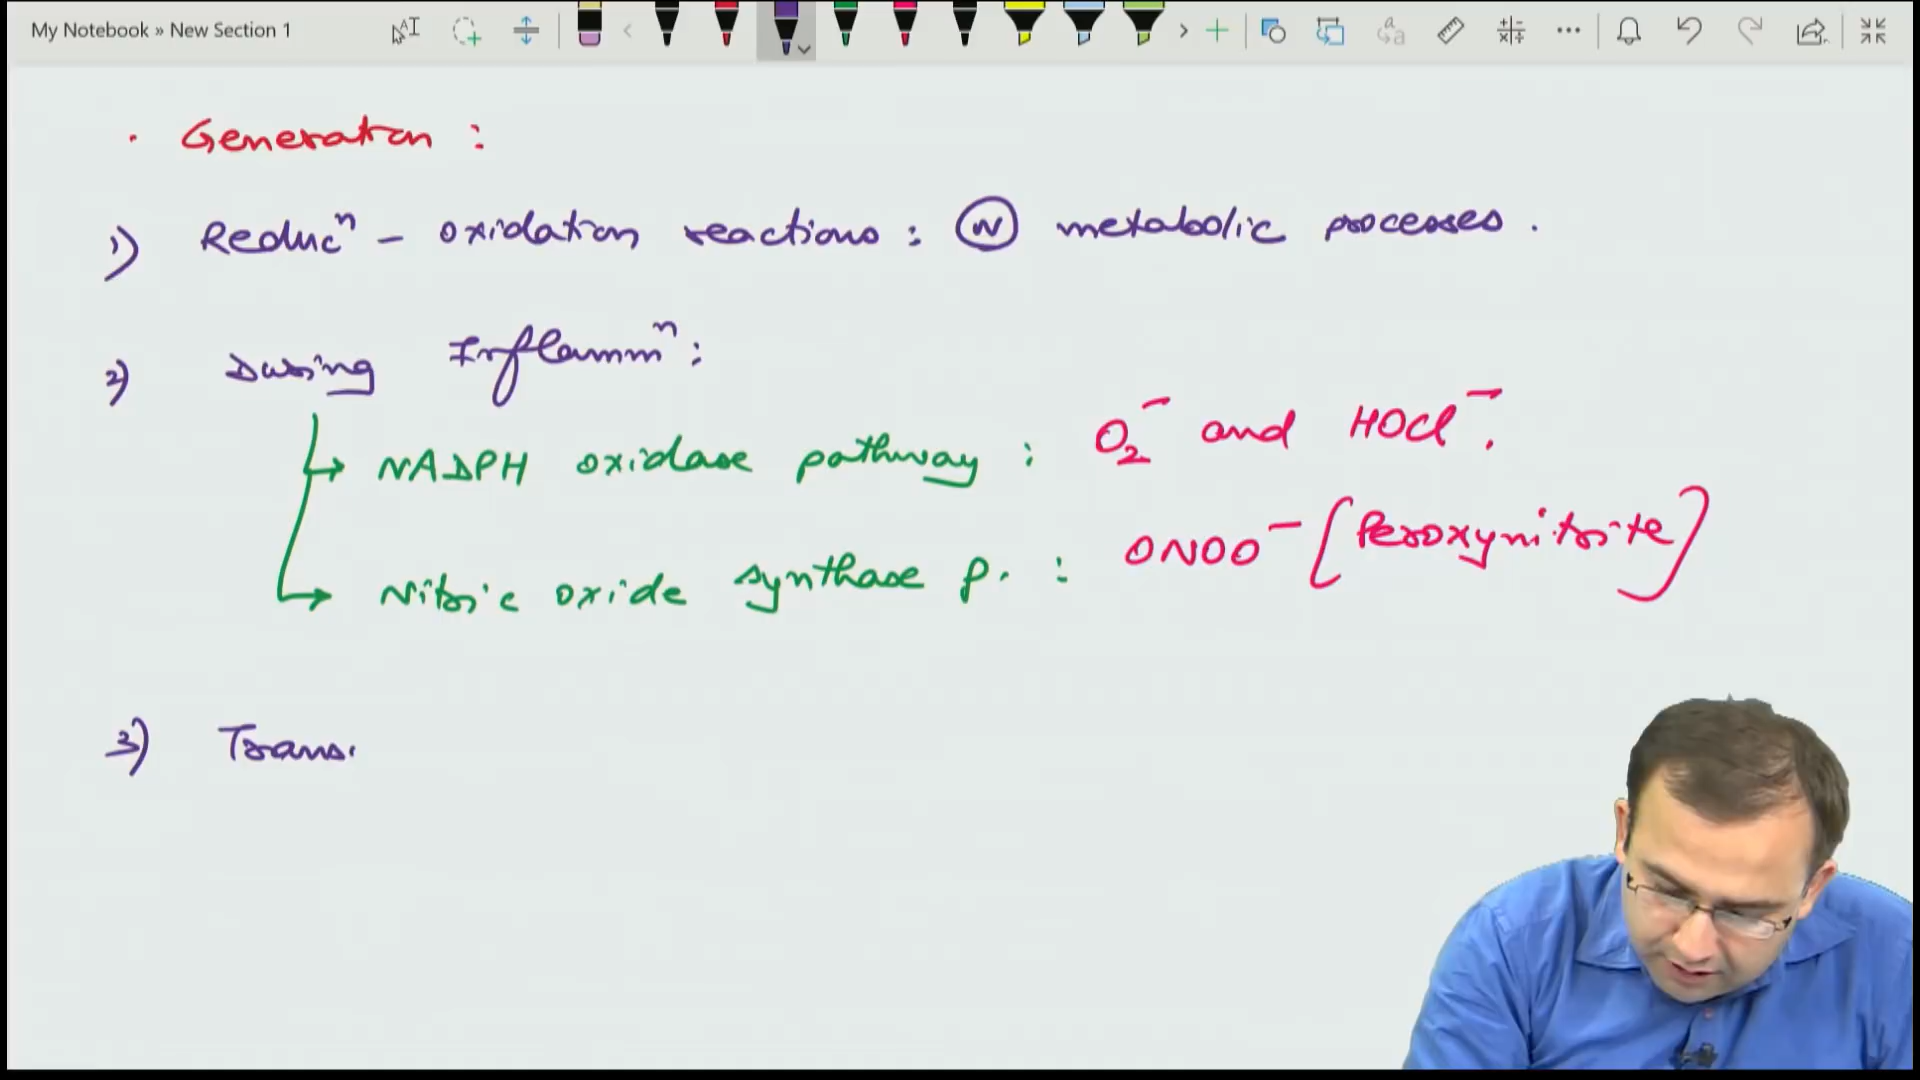 My Notebook » New Section 1
• Generation :
1) Reducⁿ - oxidation reactions : (N) metabolic processes .
2) During Inflammⁿ :
→ NADPH oxidase pathway : O₂⁻ and HOCl⁻ .
→ Nitric oxide synthase p. : ONOO⁻ [Peroxynitrite]
3) Trans.